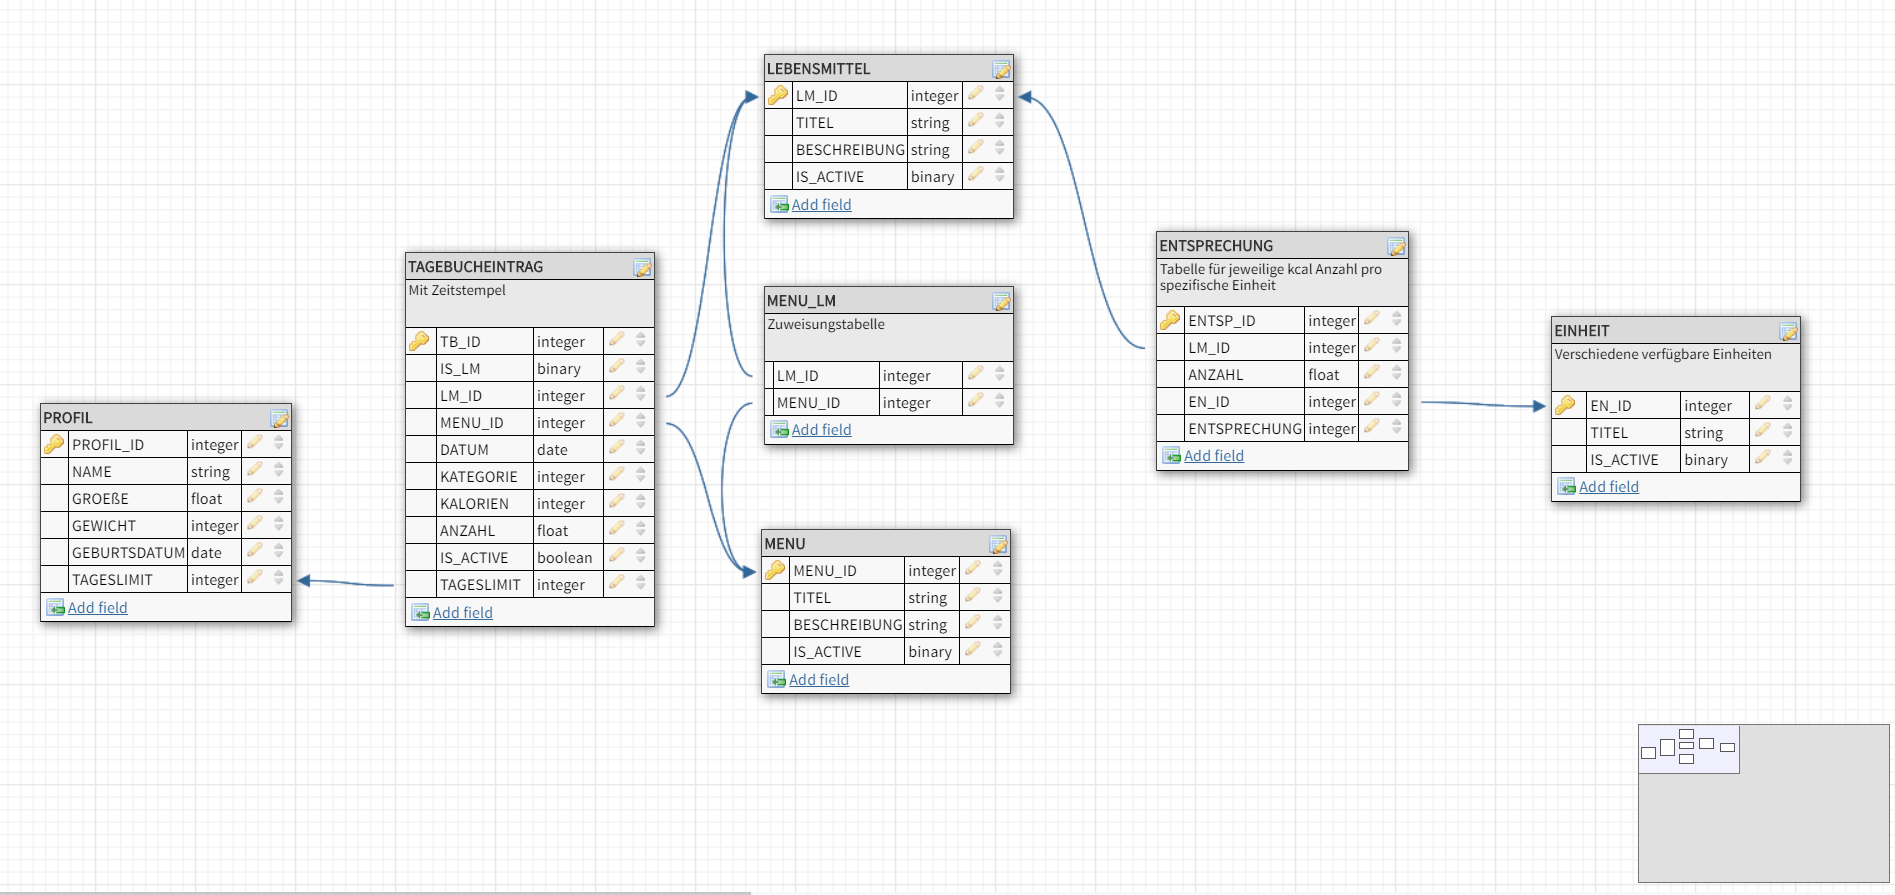 LEBENSMITTEL
LM_ID integer
TITEL string
BESCHREIBUNG string
IS_ACTIVE binary
Add field
ENTSPRECHUNG
Tabelle für jeweilige kcal Anzahl pro
spezifische Einheit
ENTSP_ID integer
LM_ID integer
ANZAHL float
EN_ID integer
ENTSPRECHUNG integer
Add field
TAGEBUCHEINTRAG
Mit Zeitstempel
TB_ID integer
IS_LM binary
LM_ID integer
MENU_ID integer
DATUM date
KATEGORIE integer
KALORIEN integer
ANZAHL float
IS_ACTIVE boolean
TAGESLIMIT integer
Add field
MENU_LM
Zuweisungstabelle
LM_ID integer
MENU_ID integer
Add field
EINHEIT
Verschiedene verfügbare Einheiten
EN_ID integer
TITEL string
IS_ACTIVE binary
Add field
PROFIL
PROFIL_ID integer
NAME string
GROEßE float
GEWICHT integer
GEBURTSDATUM date
TAGESLIMIT integer
Add field
MENU
MENU_ID integer
TITEL string
BESCHREIBUNG string
IS_ACTIVE binary
Add field